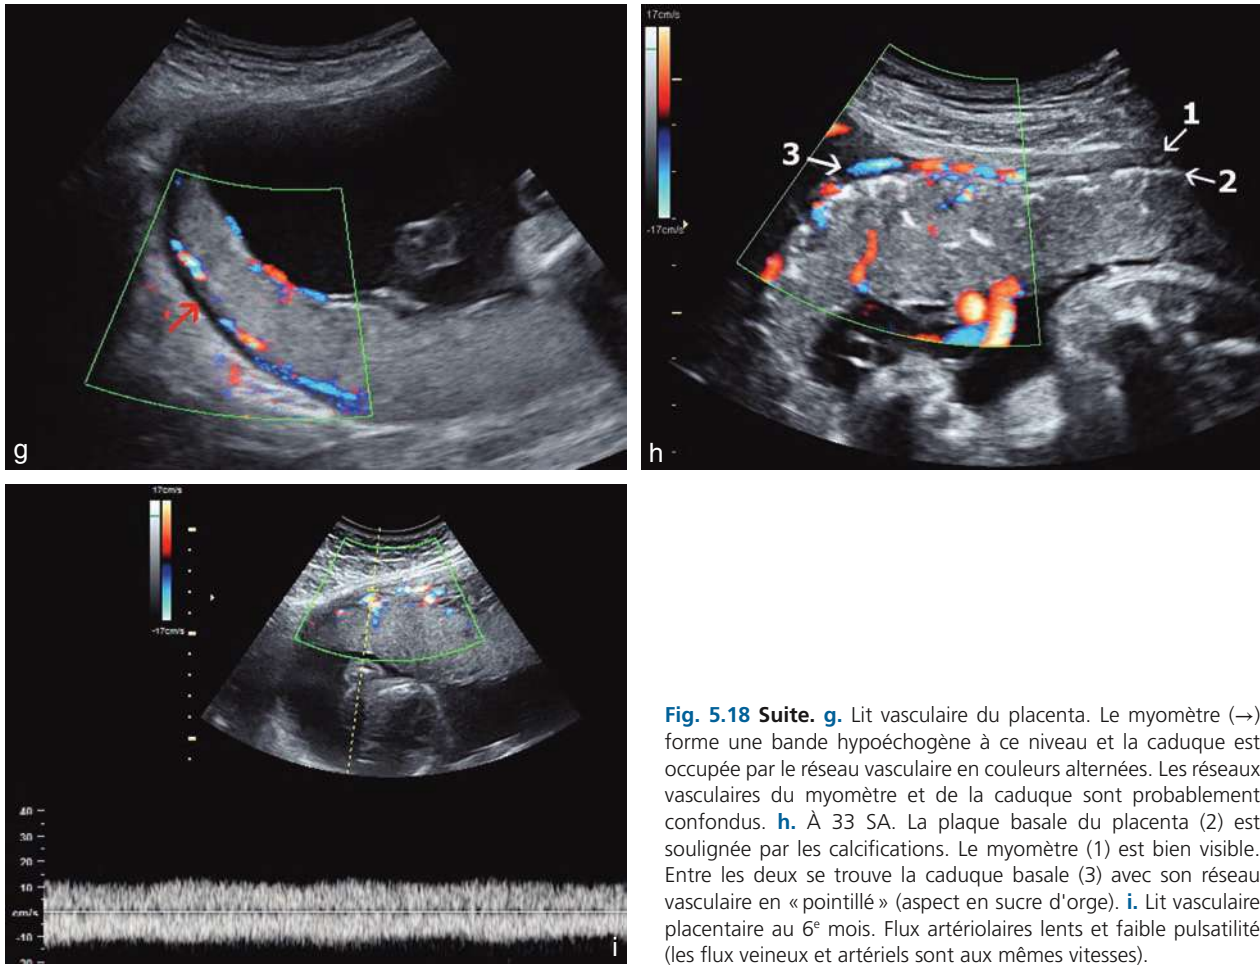 17cm/s
-17cm/s
1
2
3
g
h
17cm/s
-17cm/s
40
30
20
10
cm/s
-10
20
i
Fig. 5.18 Suite. g. Lit vasculaire du placenta. Le myomètre (→)
forme une bande hypoéchogène à ce niveau et la caduque est
occupée par le réseau vasculaire en couleurs alternées. Les réseaux
vasculaires du myomètre et de la caduque sont probablement
confondus. h. À 33 SA. La plaque basale du placenta (2) est
soulignée par les calcifications. Le myomètre (1) est bien visible.
Entre les deux se trouve la caduque basale (3) avec son réseau
vasculaire en « pointillé » (aspect en sucre d'orge). i. Lit vasculaire
placentaire au 6e mois. Flux artériolaires lents et faible pulsatilité
(les flux veineux et artériels sont aux mêmes vitesses).